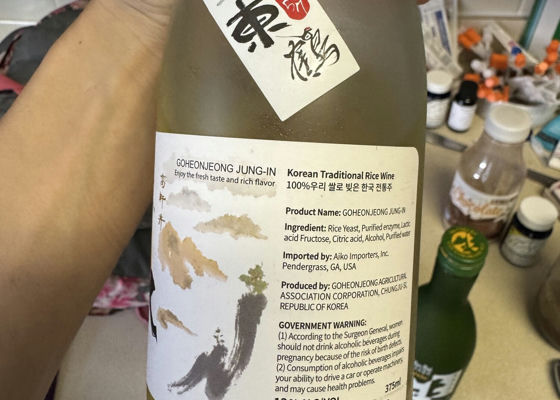 東
鶴
GOHEONJEONG JUNG-IN
Enjoy the fresh taste and rich flavor
Korean Traditional Rice Wine
100%우리 쌀로 빚은 한국 전통주
Product Name: GOHEONJEONG JUNG-IN
Ingredient: Rice Yeast, Purified enzyme, Lactic
acid Fructose, Citric acid, Alcohol, Purified water
Imported by: Aiko Importers, Inc.
Pendergrass, GA, USA
Produced by: GOHEONJEONG AGRICULTURAL
ASSOCIATION CORPORATION, CHUNGJU-SI,
REPUBLIC OF KOREA
GOVERNMENT WARNING:
(1) According to the Surgeon General, women
should not drink alcoholic beverages during
pregnancy because of the risk of birth defects.
(2) Consumption of alcoholic beverages impairs
your ability to drive a car or operate machinery,
and may cause health problems.
375ml